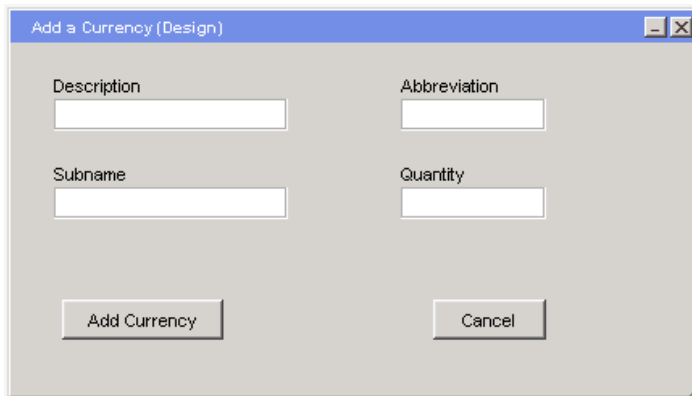 Add a Currency (Design)
Description Abbreviation
Subname Quantity
Add Currency Cancel